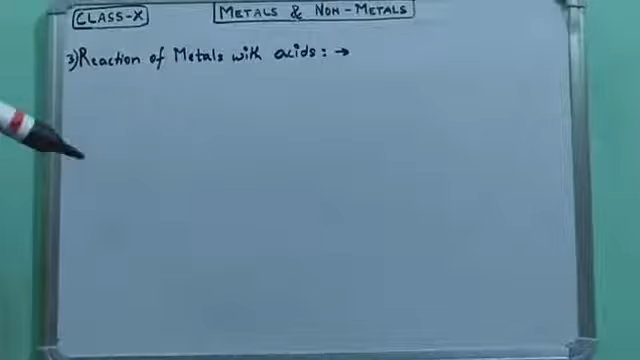 CLASS-X
METALS & NON-METALS
3) Reaction of Metals with acids: →